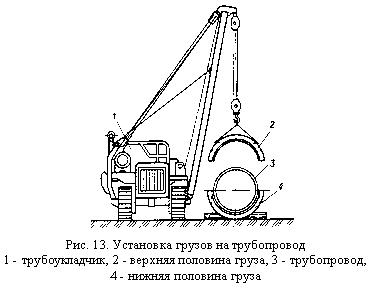 1
2
3
4
Рис. 13. Установка грузов на трубопровод
1 - трубоукладчик, 2 - верхняя половина груза, 3 - трубопровод,
4 - нижняя половина груза